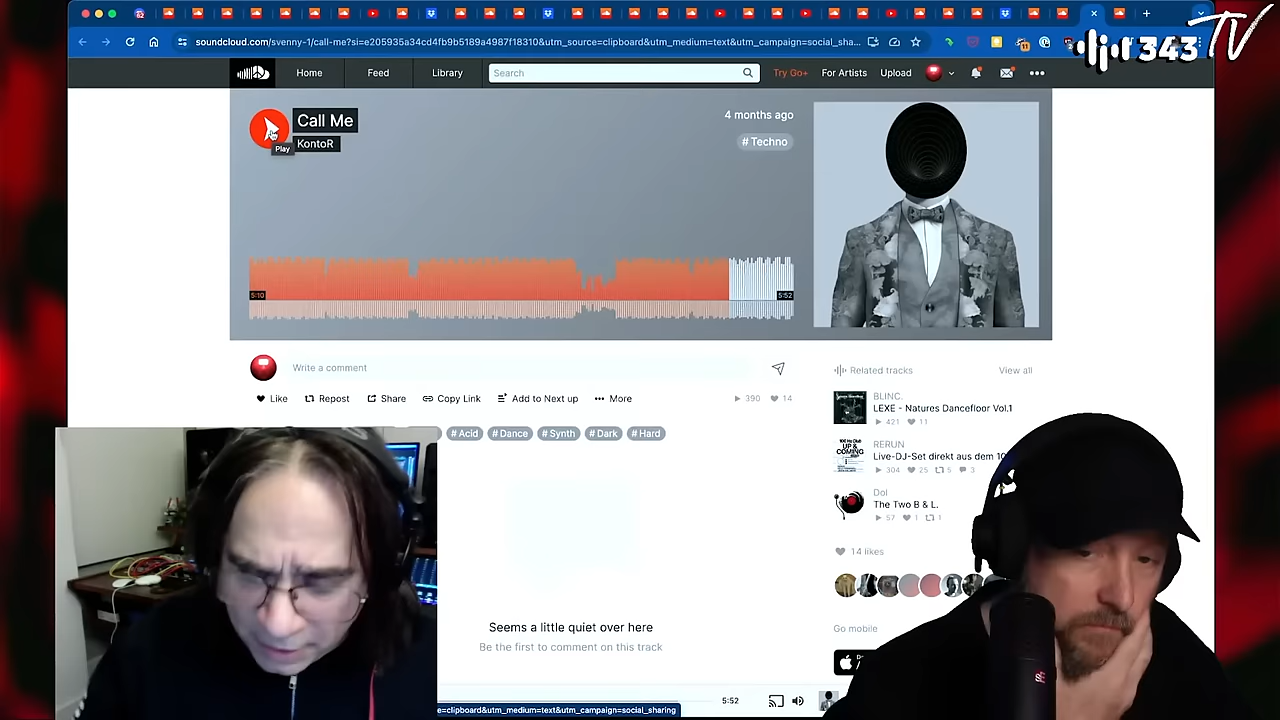 TV
343
soundcloud.com/svenny-1/call-me?si=e205935a34cd4fb9b5189a4987f18310&utm_source=clipboard&utm_medium=text&utm_campaign=social_sha...
Home
Feed
Library
Search
Try Go+
For Artists
Upload
Call Me
KontoR
Play
4 months ago
# Techno
5:10
5:52
Write a comment
Like
Repost
Share
Copy Link
Add to Next up
More
390
14
# Acid
# Dance
# Synth
# Dark
# Hard
Related tracks
View all
BLINC.
LEXE - Natures Dancefloor Vol.1
421
11
RERUN
Live-DJ-Set direkt aus dem 10
304
25
5
3
Dol
The Two B & L.
57
1
1
14 likes
Go mobile
Seems a little quiet over here
Be the first to comment on this track
5:52
e=clipboard&utm_medium=text&utm_campaign=social_sharing